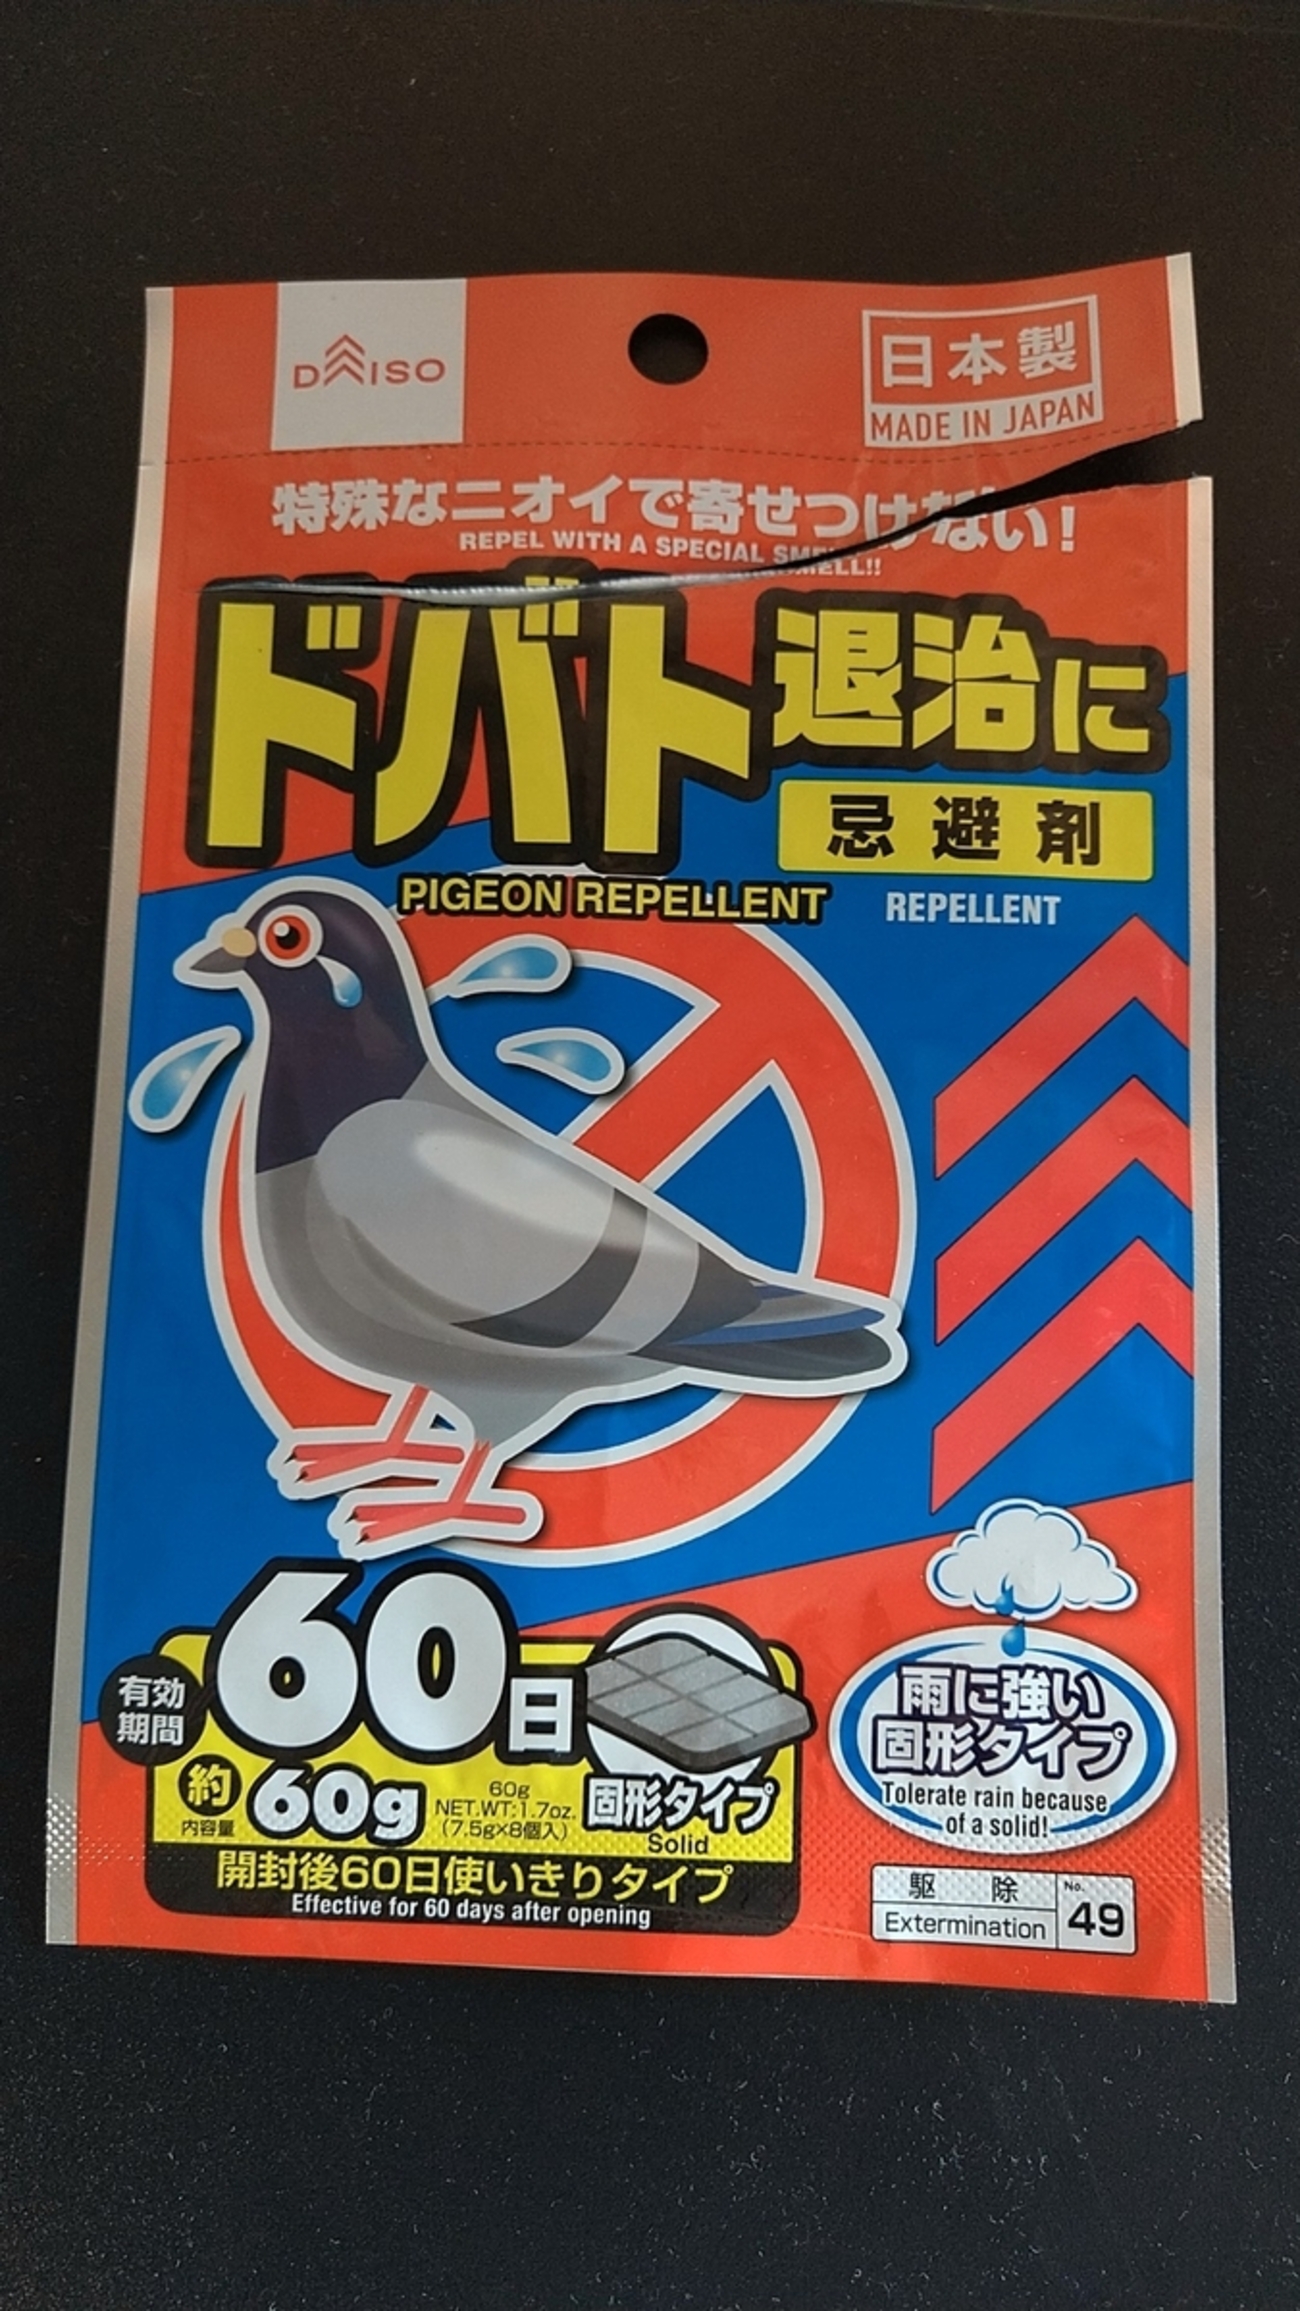 DAISO
日本製
MADE IN JAPAN
特殊なニオイで寄せつけない!
REPEL WITH A SPECIAL SMELL!!
ドバト退治に
忌避剤
PIGEON REPELLENT
REPELLENT
有効期間
60日
約60g
内容量
60g
NET.WT:1.7oz.
(7.5g×8個入)
固形タイプ
Solid
開封後60日使いきりタイプ
Effective for 60 days after opening
雨に強い
固形タイプ
Tolerate rain because
of a solid!
駆除
Extermination
No.
49